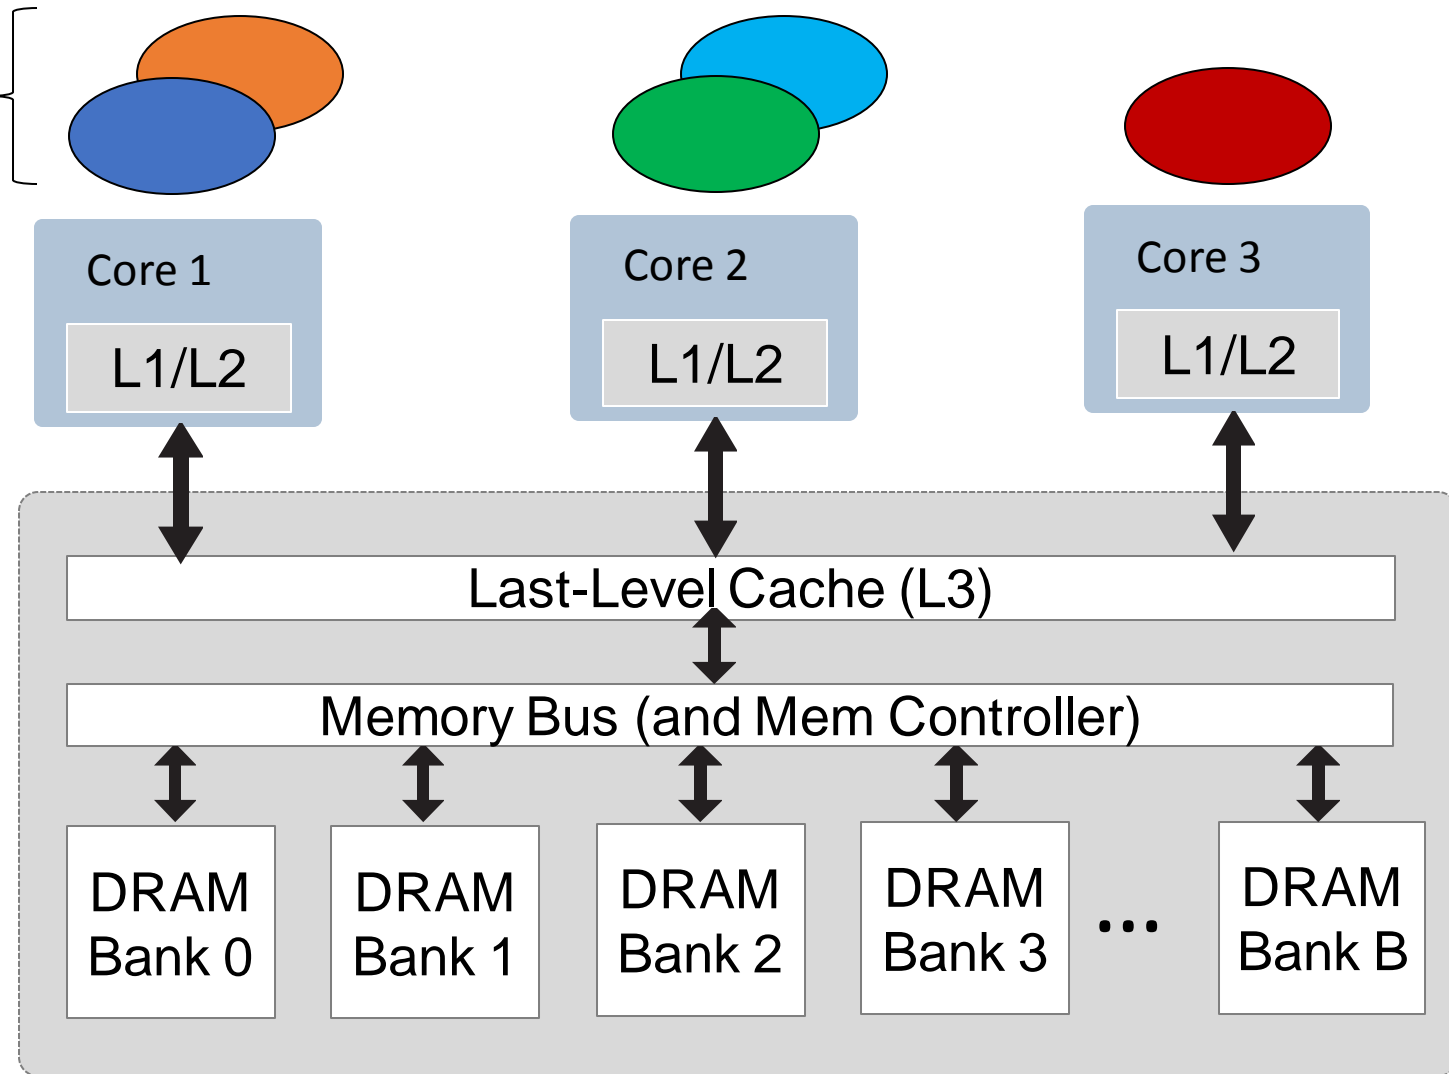 Core 1
Core 2
Core 3
L1/L2
L1/L2
L1/L2
Last-Level Cache (L3)
Memory Bus (and Mem Controller)
DRAM
Bank 0
DRAM
Bank 1
DRAM
Bank 2
DRAM
Bank 3
...
DRAM
Bank B